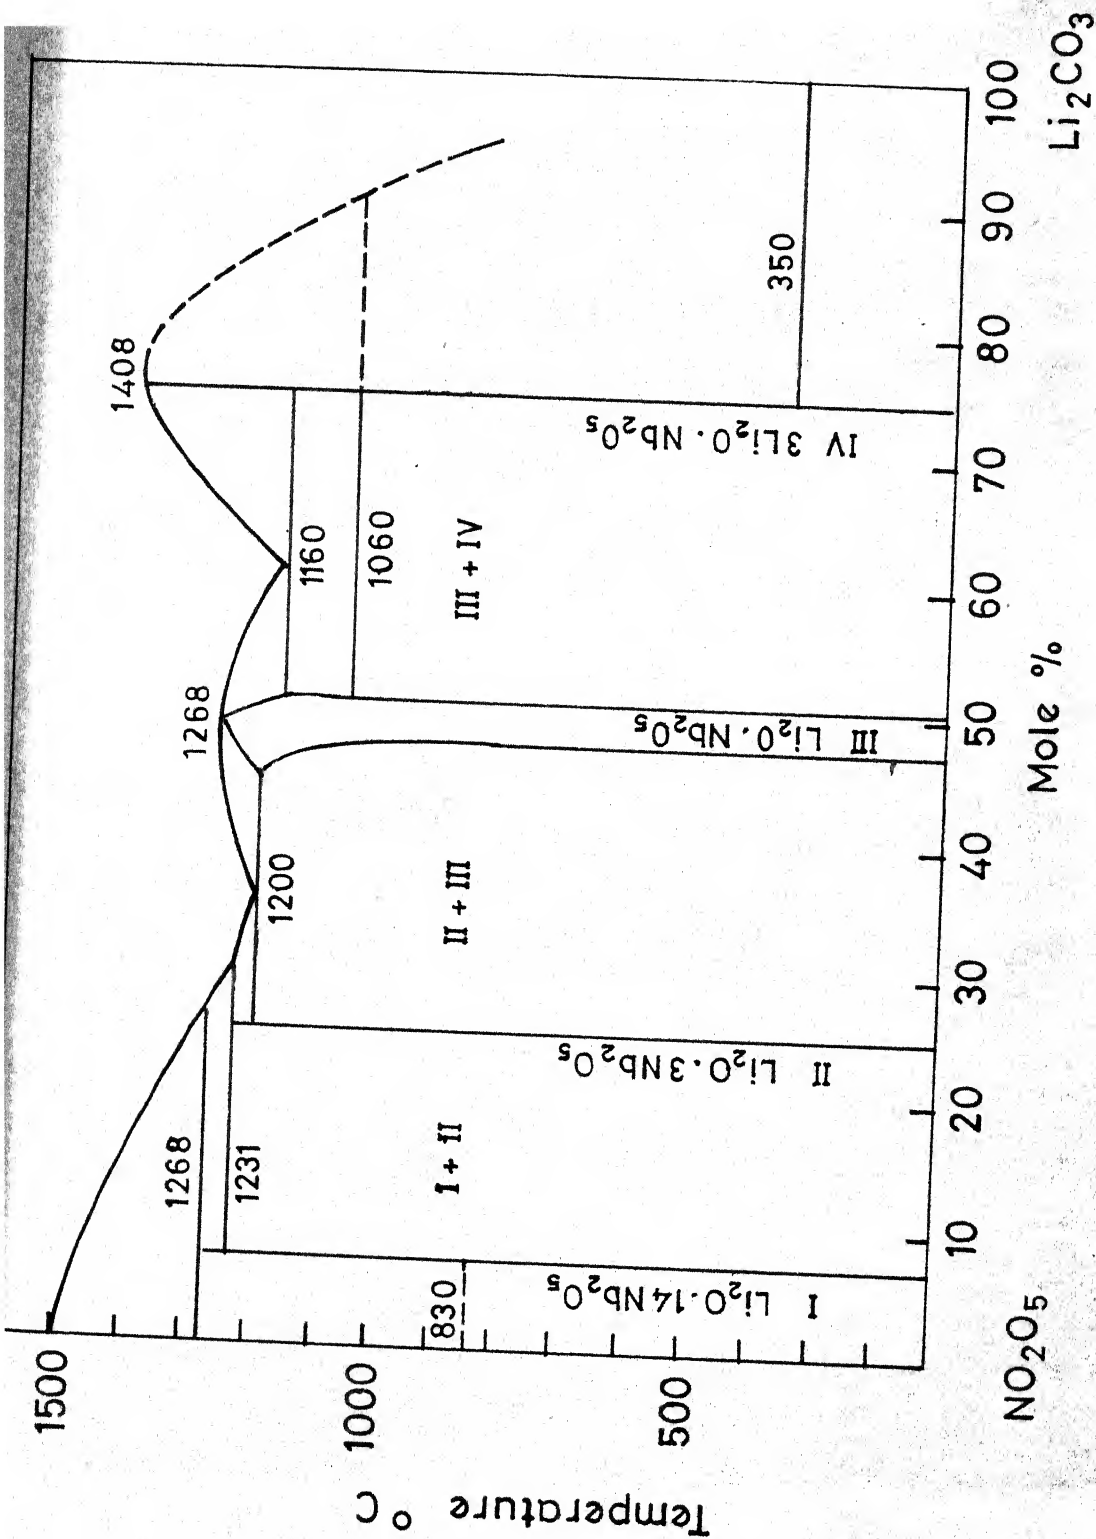 Temperature °C
1500
1000
500
1408
1268
1268
1231
1200
1160
1060
830
350
I + II
II + III
III + IV
I Li₂O·14Nb₂O₅
II Li₂O·3Nb₂O₅
III Li₂O·Nb₂O₅
IV 3Li₂O·Nb₂O₅
10 20 30 40 50 60 70 80 90 100
NO₂O₅ Mole % Li₂CO₃